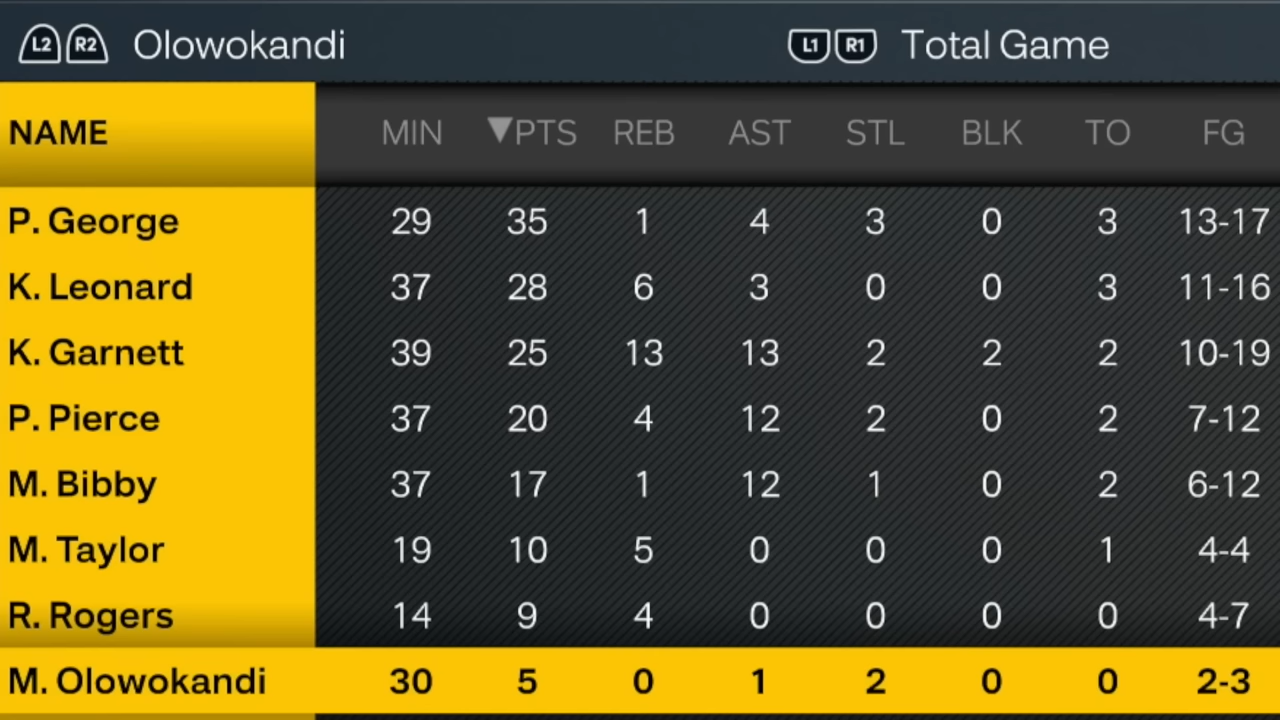 L2 R2 Olowokandi L1 R1 Total Game
NAME MIN ▼PTS REB AST STL BLK TO FG
P. George 29 35 1 4 3 0 3 13-17
K. Leonard 37 28 6 3 0 0 3 11-16
K. Garnett 39 25 13 13 2 2 2 10-19
P. Pierce 37 20 4 12 2 0 2 7-12
M. Bibby 37 17 1 12 1 0 2 6-12
M. Taylor 19 10 5 0 0 0 1 4-4
R. Rogers 14 9 4 0 0 0 0 4-7
M. Olowokandi 30 5 0 1 2 0 0 2-3